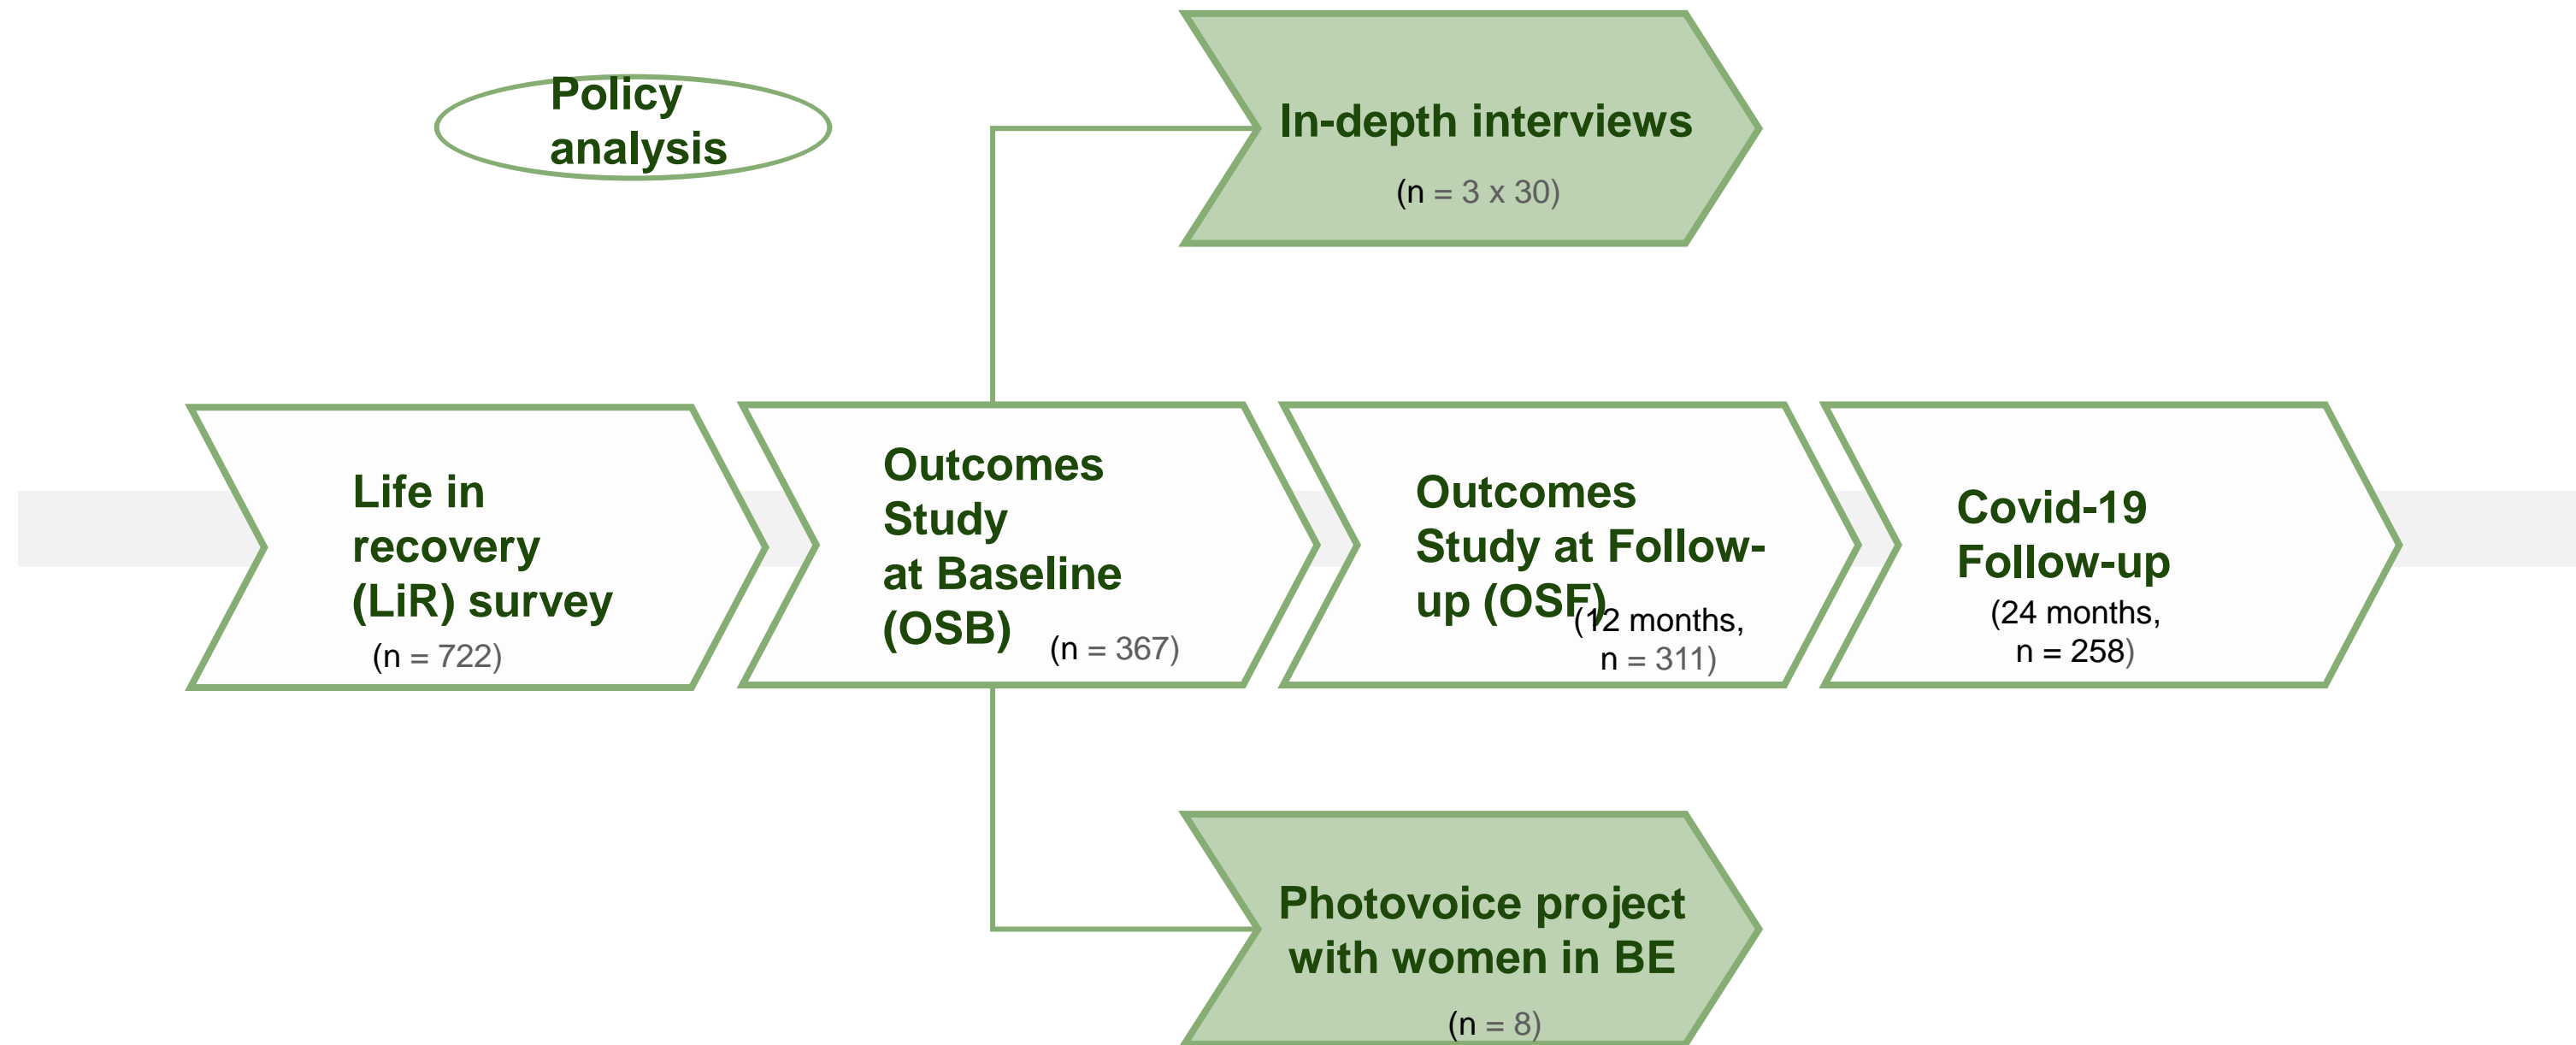 Policy
analysis
In-depth interviews
(n = 3 x 30)
Life in
recovery
(LiR) survey
(n = 722)
Outcomes
Study
at Baseline
(OSB)
(n = 367)
Outcomes
Study at Follow-
up (OSF)
(12 months,
n = 311)
Covid-19
Follow-up
(24 months,
n = 258)
Photovoice project
with women in BE
(n = 8)